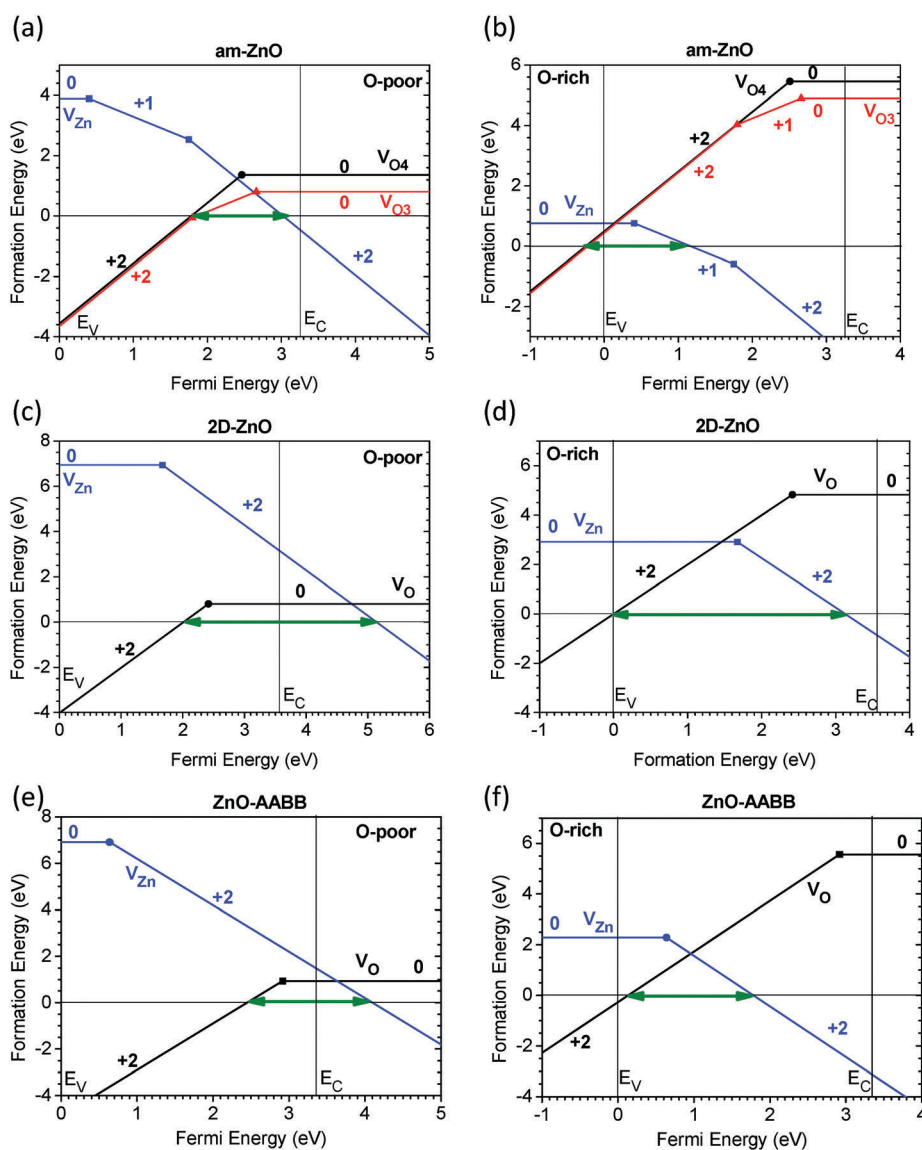 (a)
am-ZnO
O-poor
0
V_Zn
+1
0
V_O4
0
V_O3
+2
+2
+2
E_V
E_C
Formation Energy (eV)
4
2
0
-2
-4
0 1 2 3 4 5
Fermi Energy (eV)
(b)
am-ZnO
O-rich
V_O4
0
+2
+1
0
V_O3
+2
0 V_Zn
+1
+2
E_V
E_C
Formation Energy (eV)
6
4
2
0
-2
-1 0 1 2 3 4
Fermi Energy (eV)
(c)
2D-ZnO
O-poor
0
V_Zn
+2
0
V_O
+2
E_V
E_C
Formation Energy (eV)
8
6
4
2
0
-2
-4
0 1 2 3 4 5 6
Fermi Energy (eV)
(d)
2D-ZnO
O-rich
V_O
0
0 V_Zn
+2
+2
E_V
E_C
Formation Energy (eV)
6
4
2
0
-2
-4
-1 0 1 2 3 4
Formation Energy (eV)
(e)
ZnO-AABB
O-poor
0
V_Zn
+2
V_O
0
+2
E_V
E_C
Formation Energy (eV)
8
6
4
2
0
-2
-4
0 1 2 3 4 5
Fermi Energy (eV)
(f)
ZnO-AABB
O-rich
0
V_O
0 V_Zn
+2
+2
E_V
E_C
Formation Energy (eV)
6
4
2
0
-2
-4
-1 0 1 2 3 4
Fermi Energy (eV)